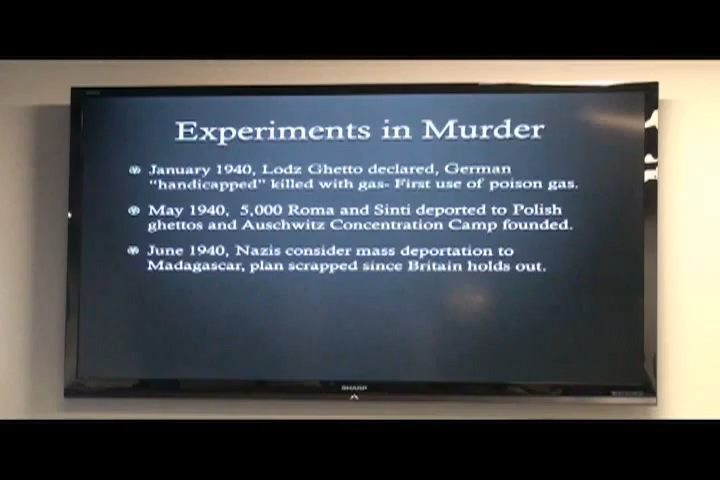 Experiments in Murder
January 1940, Lodz Ghetto declared, German
"handicapped" killed with gas- First use of poison gas.
May 1940, 5,000 Roma and Sinti deported to Polish
ghettos and Auschwitz Concentration Camp founded.
June 1940, Nazis consider mass deportation to
Madagascar, plan scrapped since Britain holds out.
SHARP